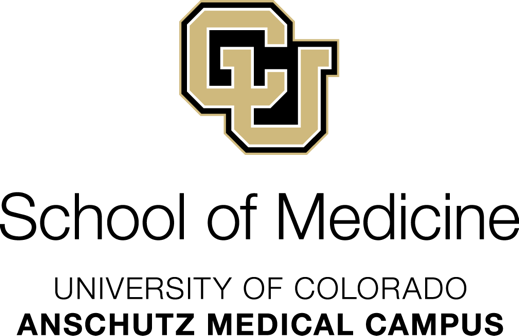 CU
School of Medicine
UNIVERSITY OF COLORADO
ANSCHUTZ MEDICAL CAMPUS